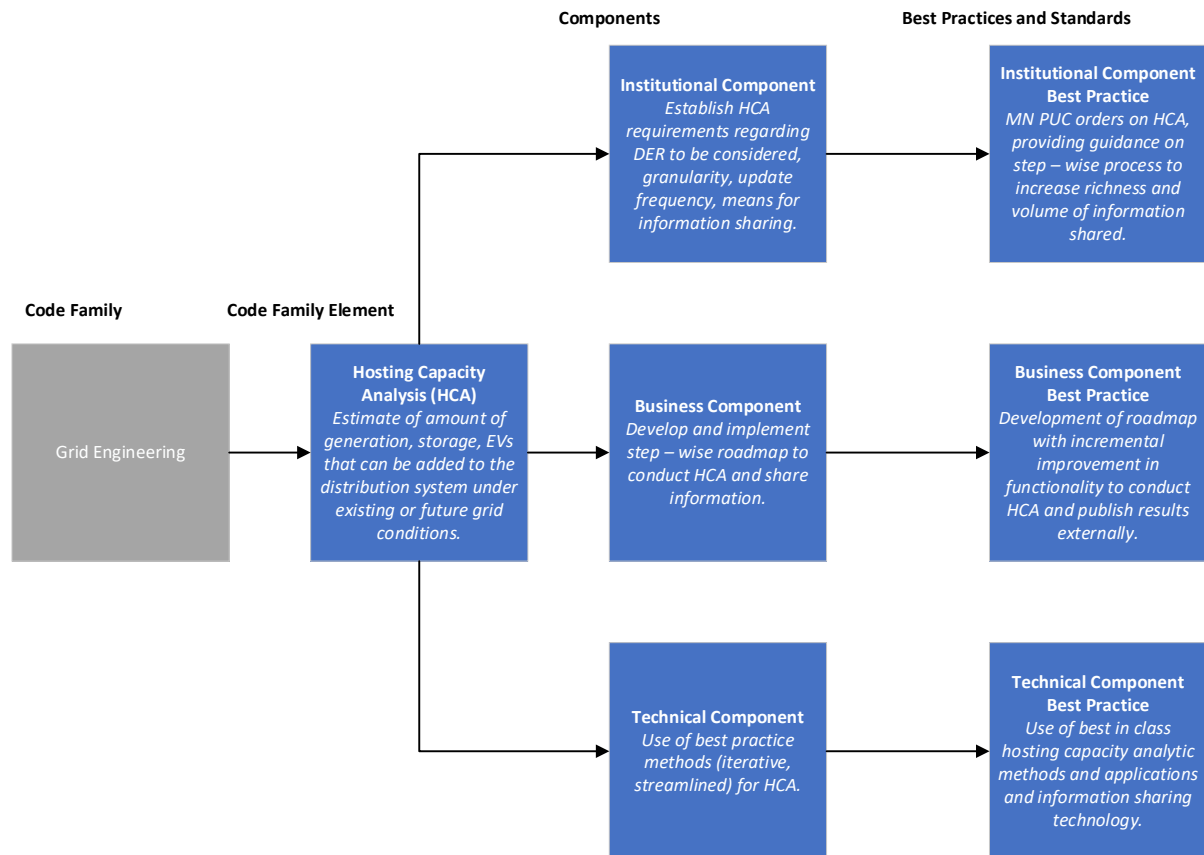 Components
Best Practices and Standards
Institutional Component
Establish HCA
requirements regarding
DER to be considered,
granularity, update
frequency, means for
information sharing.
Institutional Component
Best Practice
MN PUC orders on HCA,
providing guidance on
step – wise process to
increase richness and
volume of information
shared.
Code Family
Code Family Element
Grid Engineering
Hosting Capacity
Analysis (HCA)
Estimate of amount of
generation, storage, EVs
that can be added to the
distribution system under
existing or future grid
conditions.
Business Component
Develop and implement
step – wise roadmap to
conduct HCA and share
information.
Business Component
Best Practice
Development of roadmap
with incremental
improvement in
functionality to conduct
HCA and publish results
externally.
Technical Component
Use of best practice
methods (iterative,
streamlined) for HCA.
Technical Component
Best Practice
Use of best in class
hosting capacity analytic
methods and applications
and information sharing
technology.